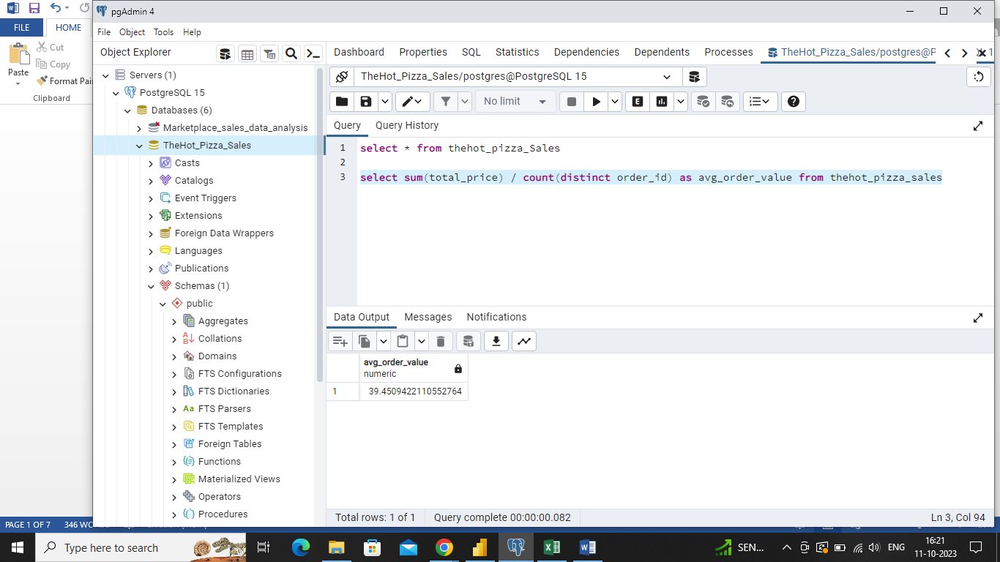 FILE
HOME
Cut
Copy
Format Pai
Paste
Clipboard
pgAdmin 4
File Object Tools Help
Object Explorer
Dashboard Properties SQL Statistics Dependencies Dependents Processes TheHot_Pizza_Sales/postgres@P 1
Servers (1)
PostgreSQL 15
Databases (6)
Marketplace_sales_data_analysis
TheHot_Pizza_Sales
Casts
Catalogs
Event Triggers
Extensions
Foreign Data Wrappers
Languages
Publications
Schemas (1)
public
Aggregates
Collations
Domains
FTS Configurations
FTS Dictionaries
Aa FTS Parsers
FTS Templates
Foreign Tables
Functions
Materialized Views
Operators
Procedures
TheHot_Pizza_Sales/postgres@PostgreSQL 15
No limit
E
Query Query History
1 select * from thehot_pizza_Sales
2
3 select sum(total_price) / count(distinct order_id) as avg_order_value from thehot_pizza_sales
Data Output Messages Notifications
avg_order_value
numeric
1 39.4509422110552764
Total rows: 1 of 1 Query complete 00:00:00.082 Ln 3, Col 94
PAGE 1 OF 7 346 WO
Type here to search
SEN...
ENG
16:21
11-10-2023